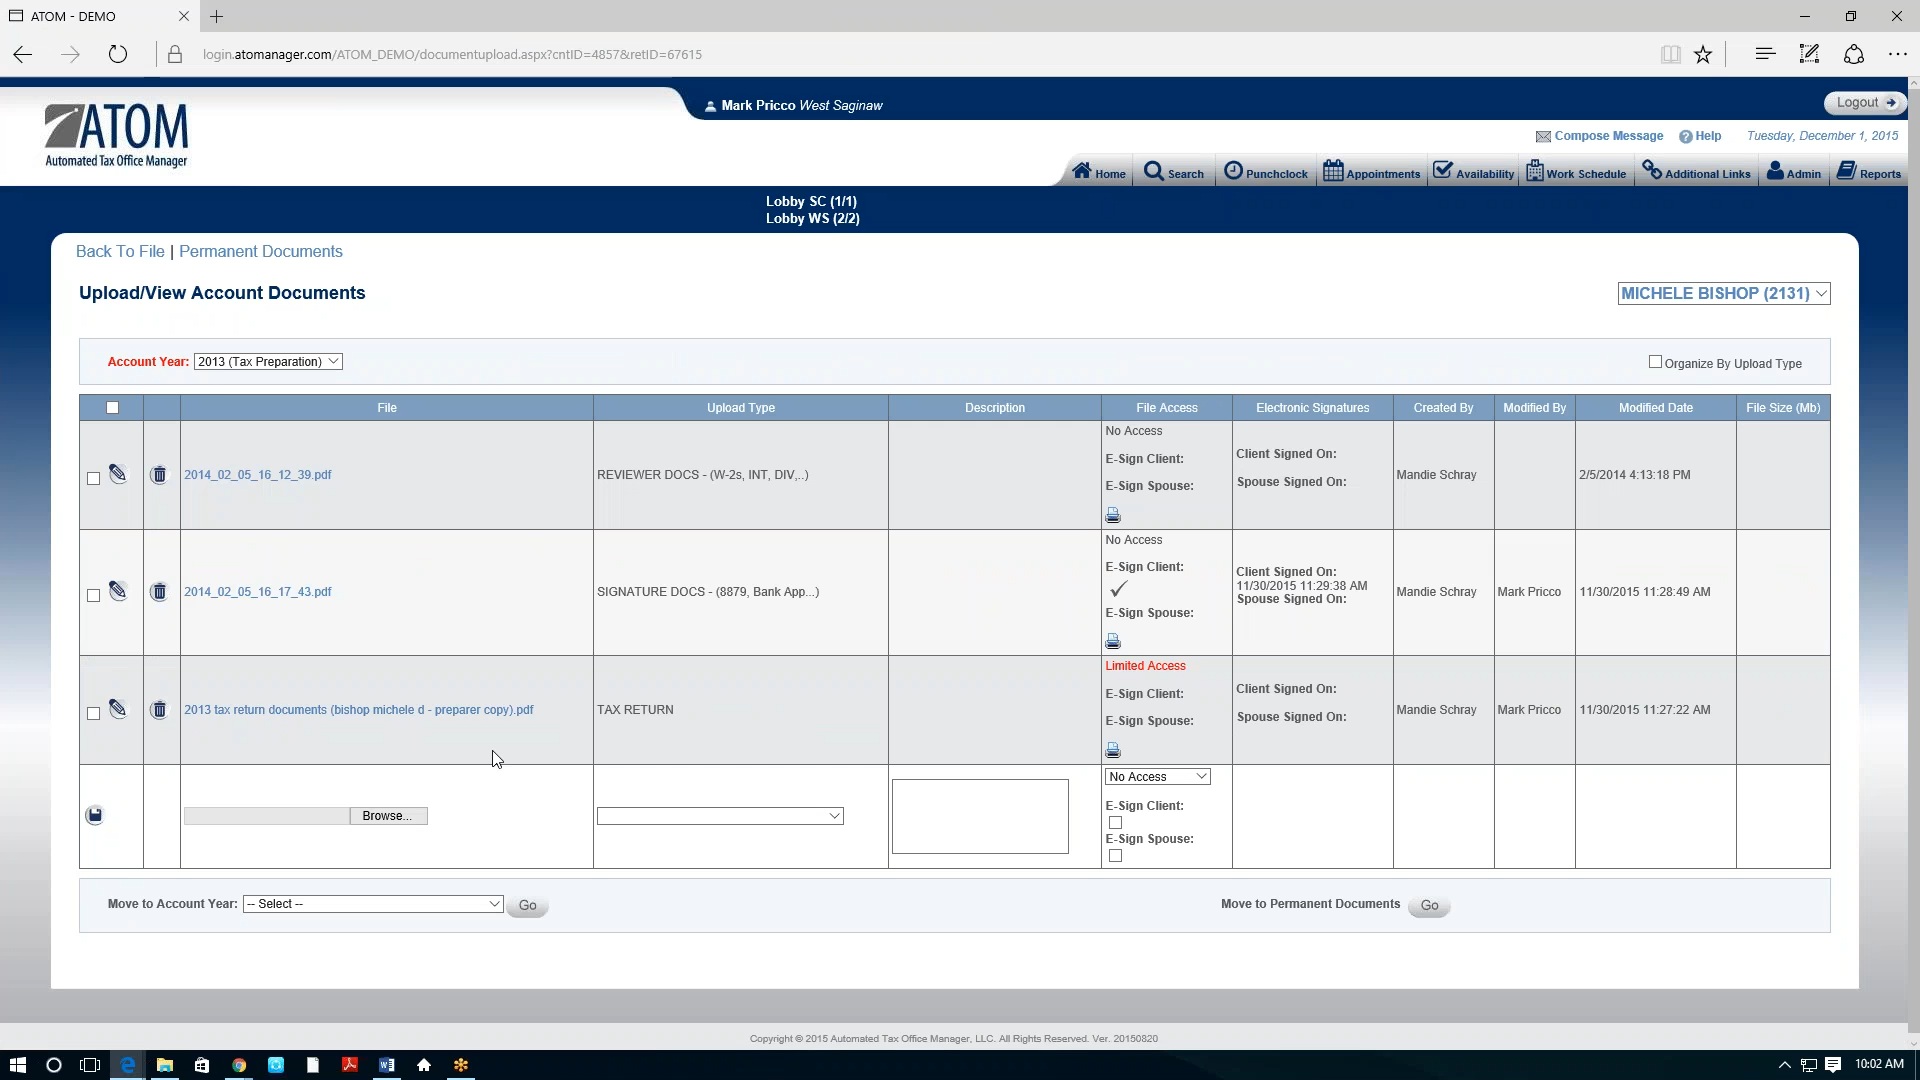 ATOM - DEMO
login.atomanager.com/ATOM_DEMO/documentupload.aspx?cntID=4857&retID=67615
Mark Pricco West Saginaw
Logout
ATOM
Automated Tax Office Manager
Compose Message
Help
Tuesday, December 1, 2015
Home
Search
Punchclock
Appointments
Availability
Work Schedule
Additional Links
Admin
Reports
Lobby SC (1/1)
Lobby WS (2/2)
Back To File | Permanent Documents
Upload/View Account Documents
MICHELE BISHOP (2131)
Account Year: 2013 (Tax Preparation)
Organize By Upload Type
File
Upload Type
Description
File Access
Electronic Signatures
Created By
Modified By
Modified Date
File Size (Mb)
2014_02_05_16_12_39.pdf
REVIEWER DOCS - (W-2s, INT, DIV,..)
No Access
E-Sign Client:
E-Sign Spouse:
Client Signed On:
Spouse Signed On:
Mandie Schray
2/5/2014 4:13:18 PM
2014_02_05_16_17_43.pdf
SIGNATURE DOCS - (8879, Bank App...)
No Access
E-Sign Client:
E-Sign Spouse:
Client Signed On:
11/30/2015 11:29:38 AM
Spouse Signed On:
Mandie Schray
Mark Pricco
11/30/2015 11:28:49 AM
2013 tax return documents (bishop michele d - preparer copy).pdf
TAX RETURN
Limited Access
E-Sign Client:
E-Sign Spouse:
Client Signed On:
Spouse Signed On:
Mandie Schray
Mark Pricco
11/30/2015 11:27:22 AM
Browse...
No Access
E-Sign Client:
E-Sign Spouse:
Move to Account Year: -- Select --
Go
Move to Permanent Documents
Go
Copyright © 2015 Automated Tax Office Manager, LLC. All Rights Reserved. Ver. 20150820
10:02 AM